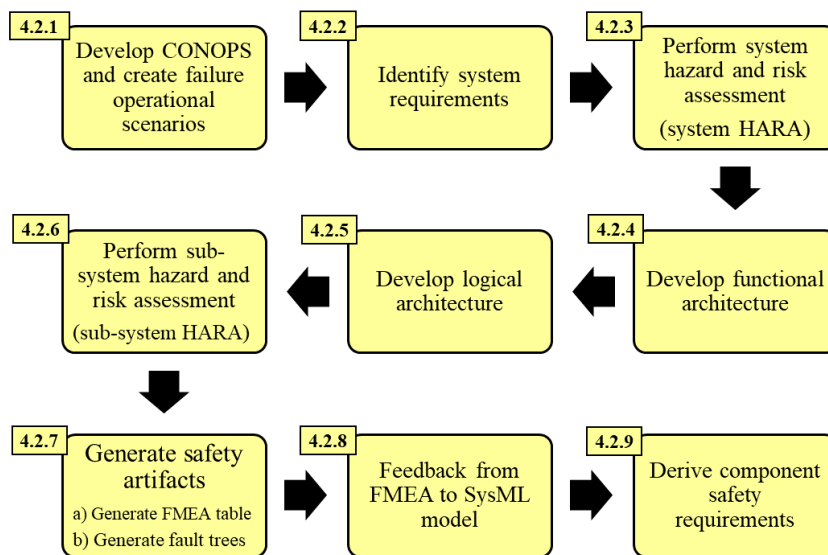 4.2.1
Develop CONOPS
and create failure
operational
scenarios
4.2.2
Identify system
requirements
4.2.3
Perform system
hazard and risk
assessment
(system HARA)
4.2.6
Perform sub-
system hazard and
risk assessment
(sub-system HARA)
4.2.5
Develop logical
architecture
4.2.4
Develop functional
architecture
4.2.7
Generate safety
artifacts
a) Generate FMEA table
b) Generate fault trees
4.2.8
Feedback from
FMEA to SysML
model
4.2.9
Derive component
safety
requirements